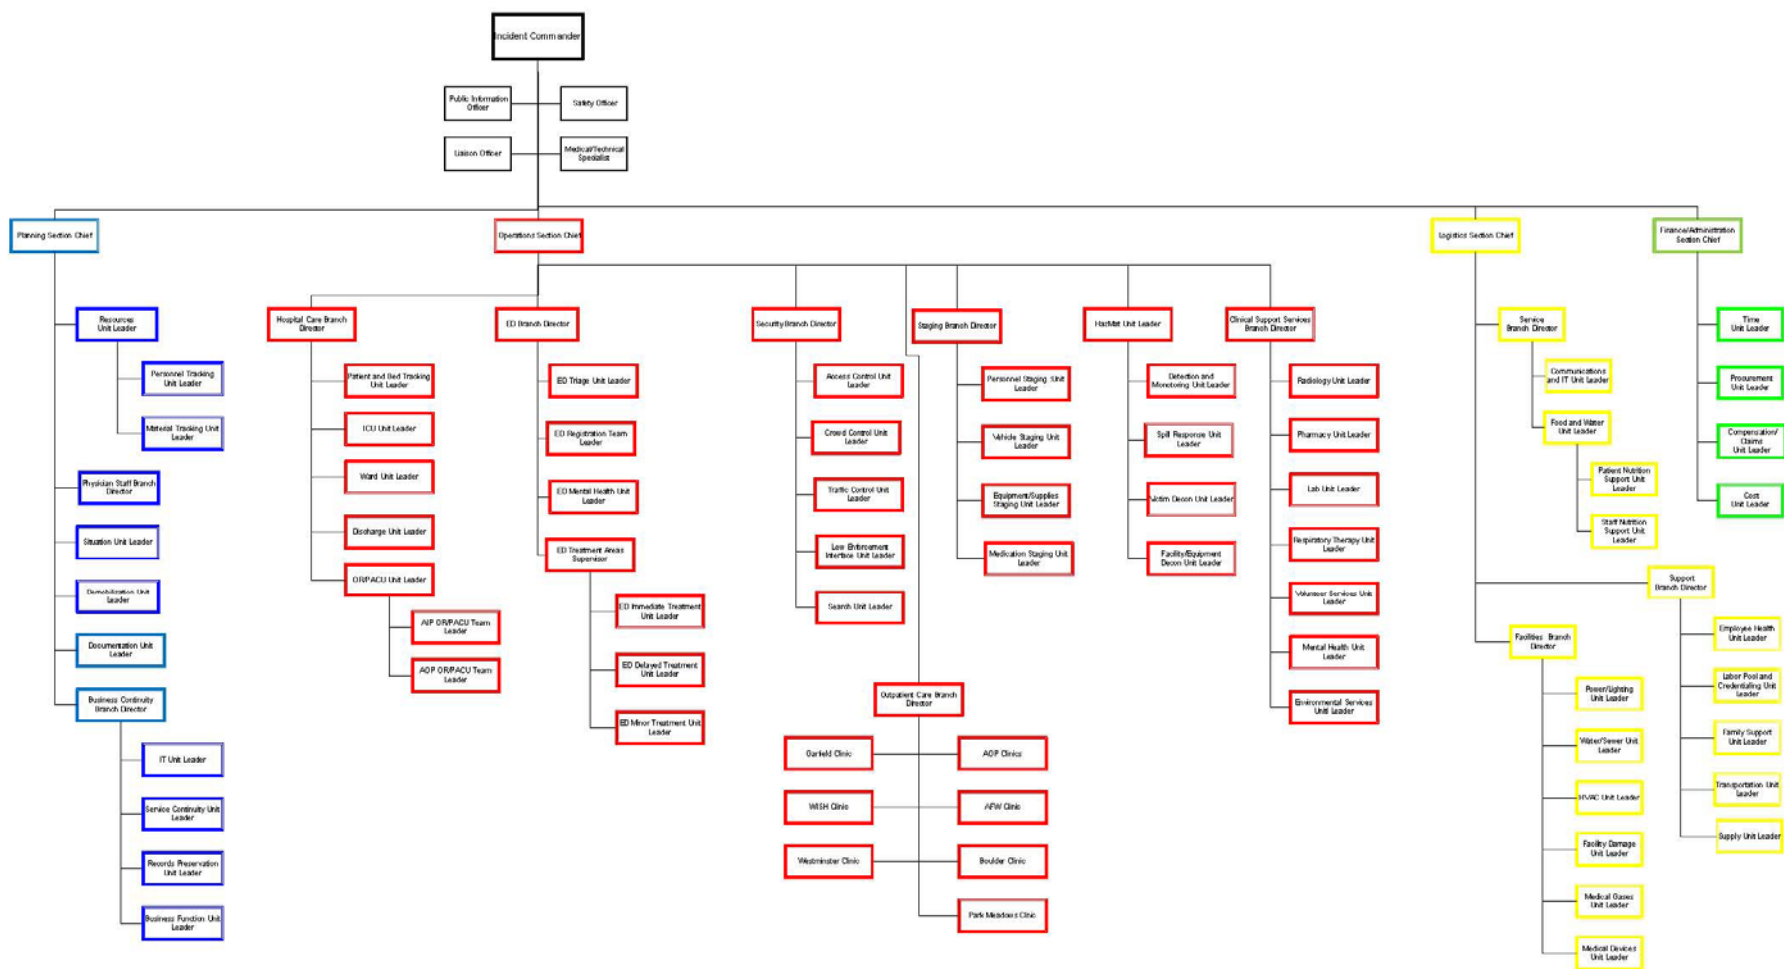 Incident Commander
Public Information
Officer
Safety Officer
Liaison Officer
Medical/Technical
Specialist
Planning Section Chief
Operations Section Chief
Logistics Section Chief
Finance/Administration
Section Chief
Resources
Unit Leader
Personnel Tracking
Unit Leader
Material Tracking Unit
Leader
Physician Staff Branch
Director
Situation Unit Leader
Demobilization Unit
Leader
Documentation Unit
Leader
Business Continuity
Branch Director
IT Unit Leader
Service Continuity Unit
Leader
Records Preservation
Unit Leader
Business Function Unit
Leader
Hospital Care Branch
Director
Patient and Bed Tracking
Unit Leader
ICU Unit Leader
Ward Unit Leader
Discharge Unit Leader
OR/PACU Unit Leader
AIP OR/PACU Team
Leader
AOP OR/PACU Team
Leader
ED Branch Director
ED Triage Unit Leader
ED Registration Team
Leader
ED Mental Health Unit
Leader
ED Treatment Areas
Supervisor
ED Immediate Treatment
Unit Leader
ED Delayed Treatment
Unit Leader
ED Minor Treatment Unit
Leader
Security Branch Director
Access Control Unit
Leader
Crowd Control Unit
Leader
Traffic Control Unit
Leader
Law Enforcement
Interface Unit Leader
Search Unit Leader
Outpatient Care Branch
Director
Garfield Clinic
AOP Clinics
WISH Clinic
AFW Clinic
Westminster Clinic
Boulder Clinic
Park Meadows Clinic
Staging Branch Director
Personnel Staging Unit
Leader
Vehicle Staging Unit
Leader
Equipment/Supplies
Staging Unit Leader
Medication Staging Unit
Leader
HazMat Unit Leader
Detection and
Monotoring Unit Leader
Spill Response Unit
Leader
Victim Decon Unit Leader
Facility/Equipment
Decon Unit Leader
Clinical Support Services
Branch Director
Radiology Unit Leader
Pharmacy Unit Leader
Lab Unit Leader
Respiratory Therapy Unit
Leader
Volunteer Services Unit
Leader
Mental Health Unit
Leader
Environmental Services
Unit Leader
Service
Branch Director
Communications
and IT Unit Leader
Food and Water
Unit Leader
Patient Nutrition
Support Unit
Leader
Staff Nutrition
Support Unit
Leader
Support
Branch Director
Employee Health
Unit Leader
Labor Pool and
Credentialing Unit
Leader
Family Support
Unit Leader
Transportation Unit
Leader
Supply Unit Leader
Facilities Branch
Director
Power/Lighting
Unit Leader
Water/Sewer Unit
Leader
HVAC Unit Leader
Facility Damage
Unit Leader
Medical Gases
Unit Leader
Medical Devices
Unit Leader
Time
Unit Leader
Procurement
Unit Leader
Compensation/
Claims
Unit Leader
Cost
Unit Leader